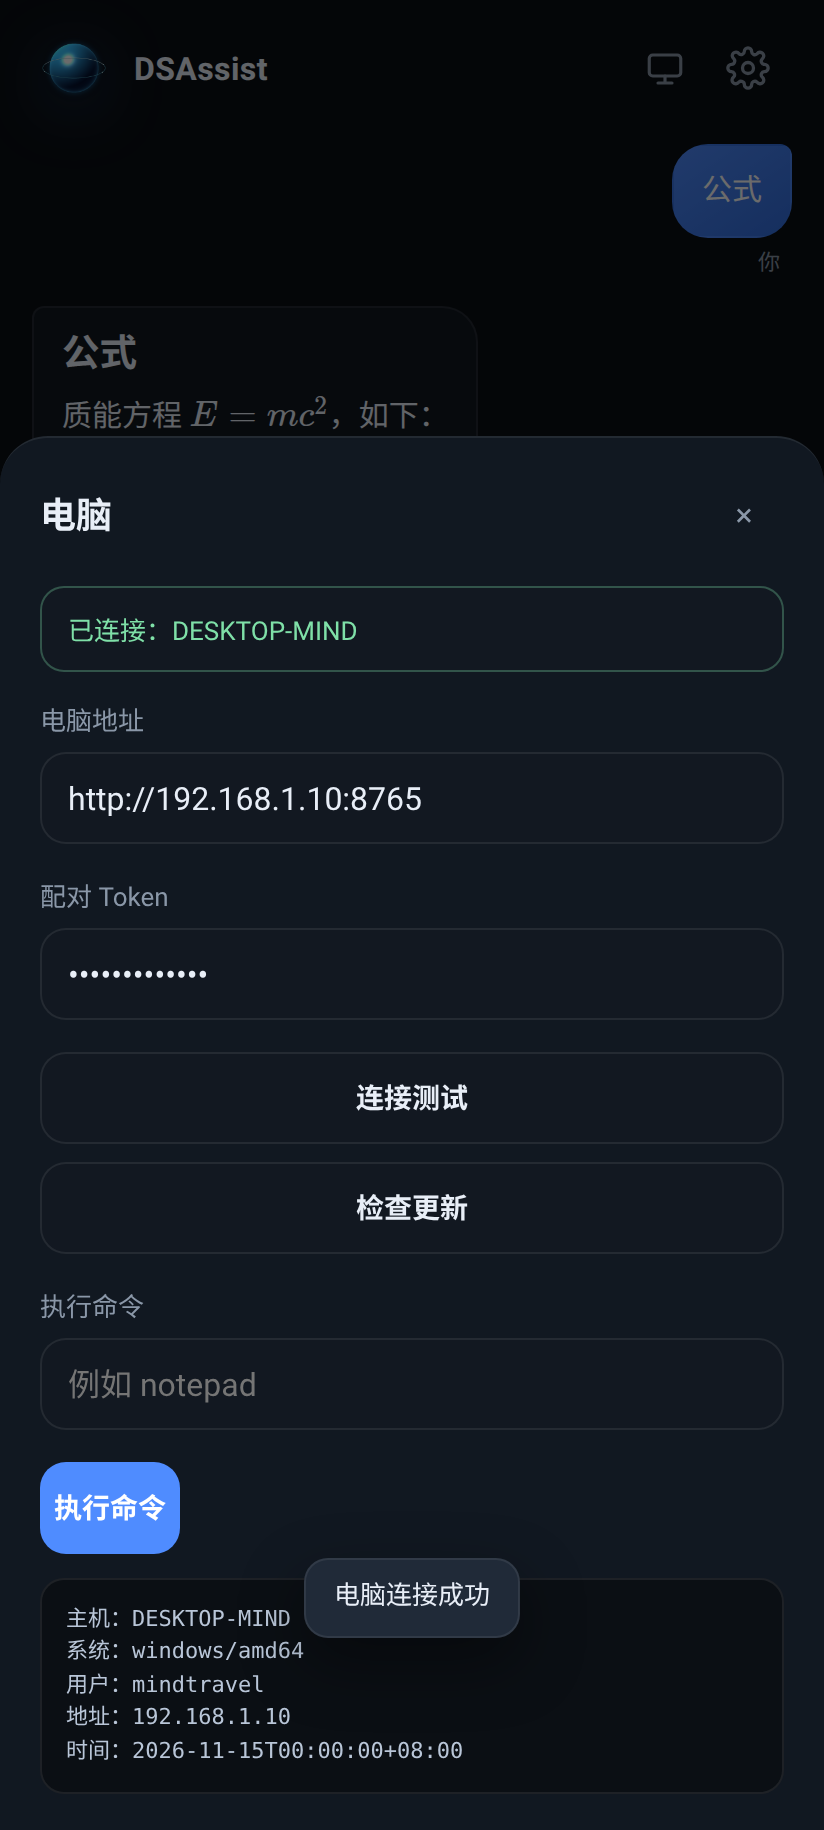 DSAssist
公式
你
公式
质能方程 E = mc²，如下：
电脑
×
已连接：DESKTOP-MIND
电脑地址
http://192.168.1.10:8765
配对 Token
•••••••••••••
连接测试
检查更新
执行命令
例如 notepad
执行命令
电脑连接成功
主机：DESKTOP-MIND
系统：windows/amd64
用户：mindtravel
地址：192.168.1.10
时间：2026-11-15T00:00:00+08:00